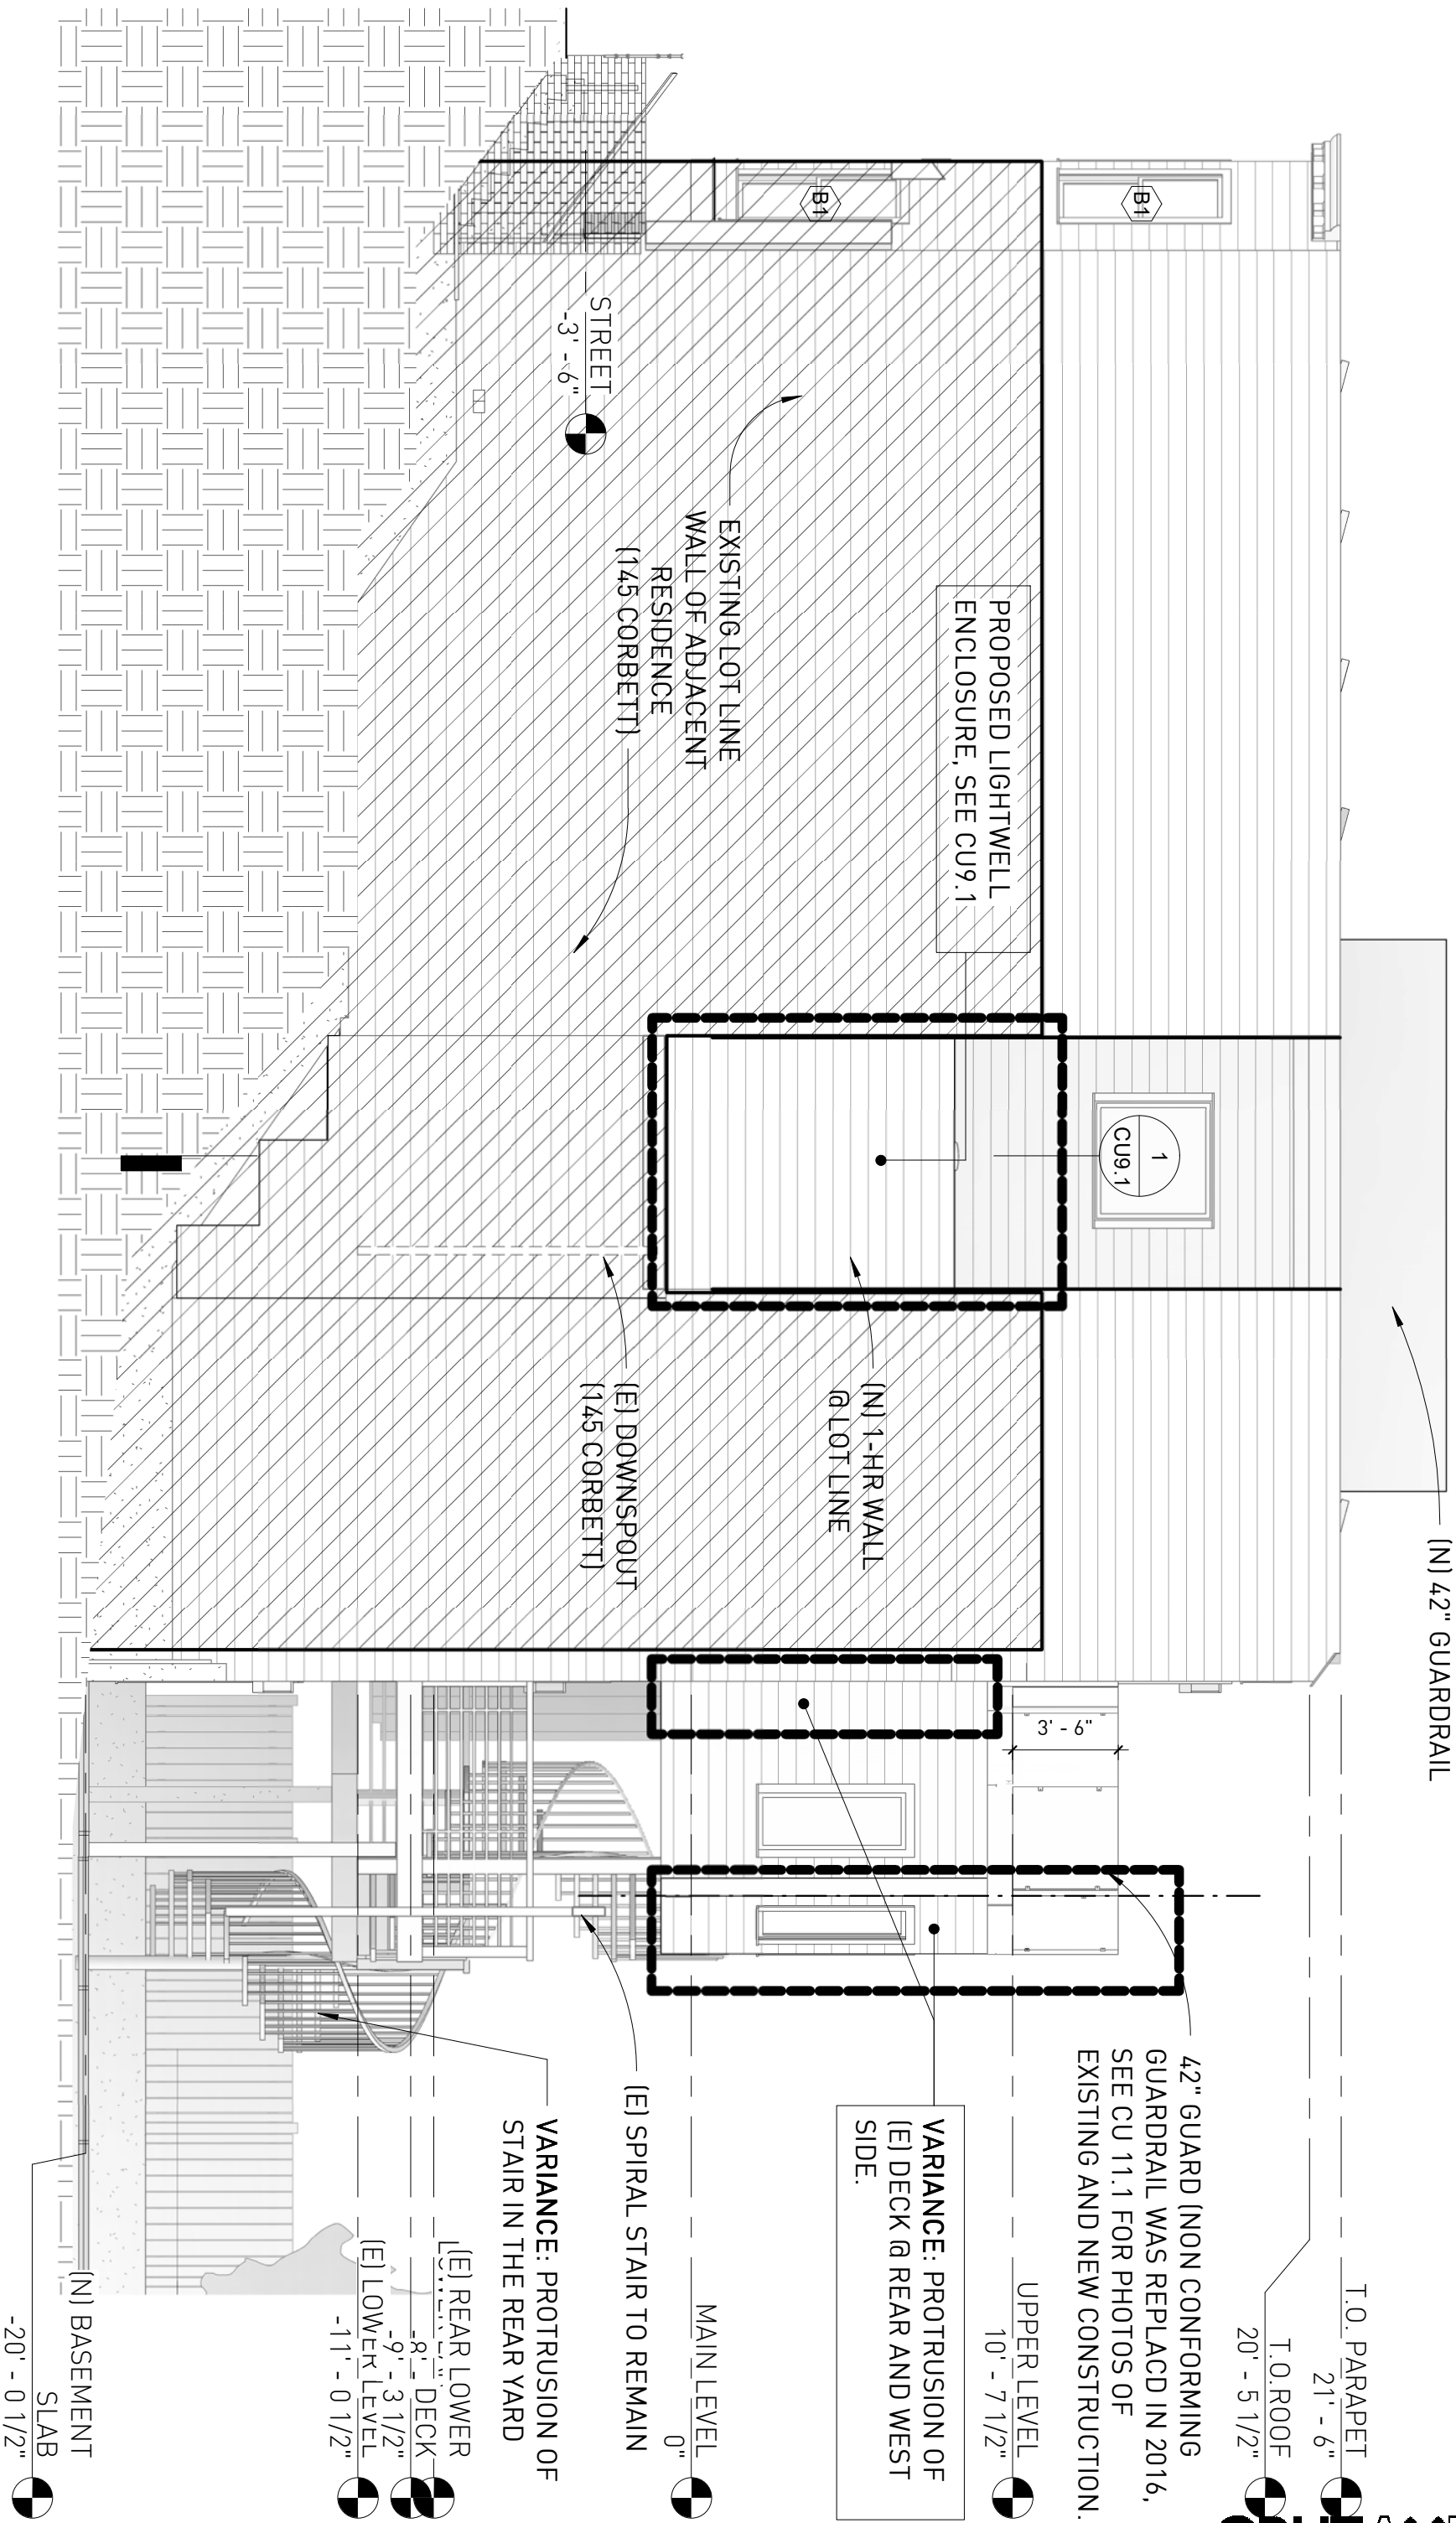 (N) 42" GUARDRAIL
T.O. PARAPET
21' - 6"
T.O.ROOF
20' - 5 1/2"
B1
B1
1
CU9.1
42" GUARD (NON CONFORMING
GUARDRAIL WAS REPLACD IN 2016,
SEE CU 11.1 FOR PHOTOS OF
EXISTING AND NEW CONSTRUCTION.
3' - 6"
UPPER LEVEL
10' - 7 1/2"
PROPOSED LIGHTWELL
ENCLOSURE, SEE CU9.1
VARIANCE: PROTRUSION OF
(E) DECK @ REAR AND WEST
SIDE.
(N) 1-HR WALL
@ LOT LINE
EXISTING LOT LINE
WALL OF ADJACENT
RESIDENCE
(145 CORBETT)
MAIN LEVEL
0"
STREET
-3' - 6"
(E) DOWNSPOUT
(145 CORBETT)
(E) SPIRAL STAIR TO REMAIN
VARIANCE: PROTRUSION OF
STAIR IN THE REAR YARD
(E) REAR LOWER
DECK
-9' - 3 1/2"
(E) LOWER LEVEL
-11' - 0 1/2"
(N) BASEMENT
SLAB
-20' - 0 1/2"